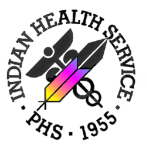 INDIAN HEALTH SERVICE
· PHS · 1955 ·